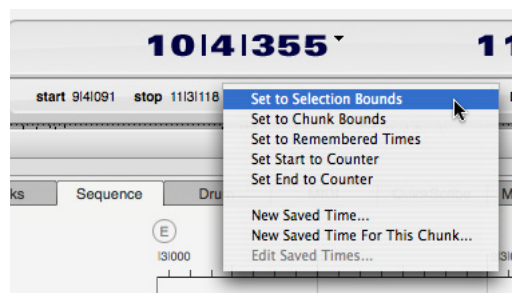 10|4|355 11
start 9|4|091 stop 11|3|118
Set to Selection Bounds
Set to Chunk Bounds
Set to Remembered Times
Set Start to Counter
Set End to Counter
ks Sequence Dru M
New Saved Time...
E
New Saved Time For This Chunk...
|3|000 Edit Saved Times...